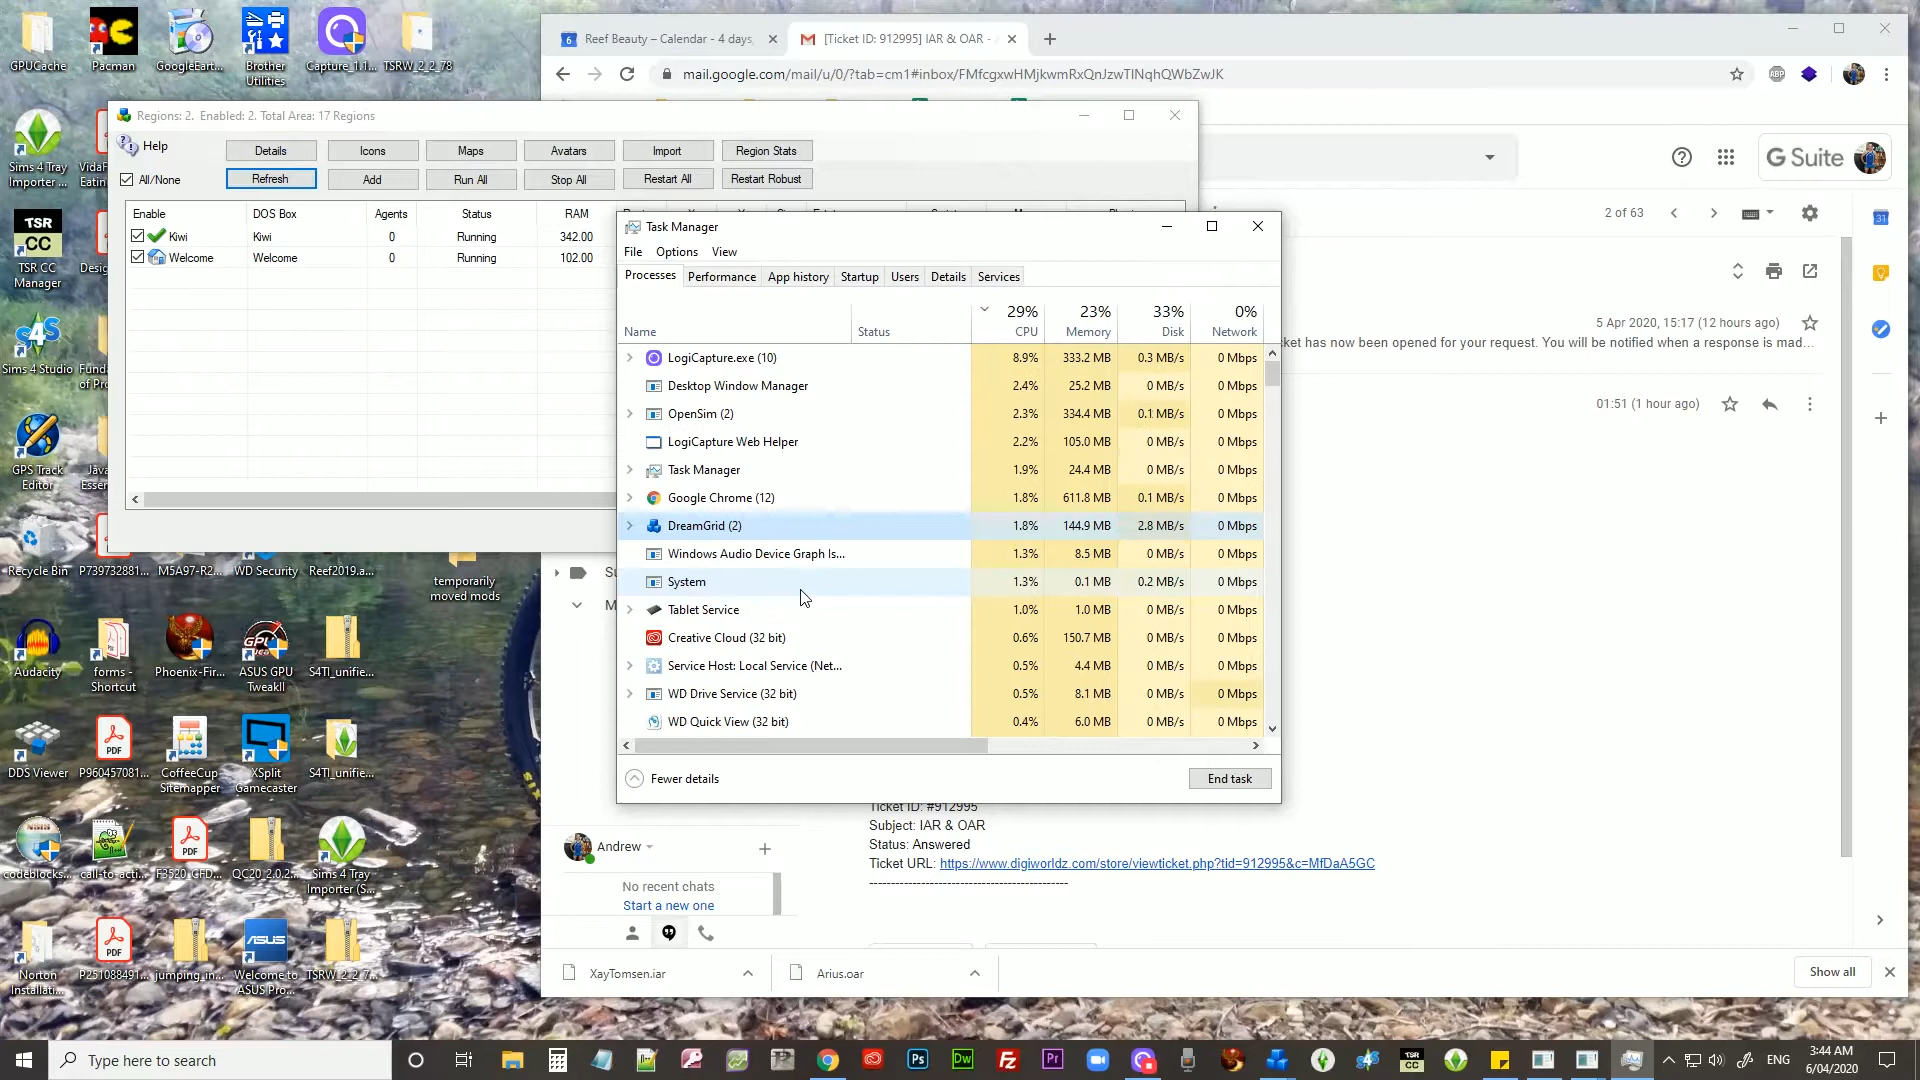 GPUCache
Pacman
GoogleEart...
Brother
Utilities
Capture_1.1...
TSRW_2_2_78
Sims 4 Tray
Importer ...
VidaF
Eatin
TSR
CC
TSR CC
Manager
Desig
Sims 4 Studio
Funda
of Pro
GPS Track
Editor
Java
Essen
Recycle Bin
P739732881...
M5A97-R2...
WD Security
Reef2019.a...
temporarily
moved mods
Audacity
forms -
Shortcut
Phoenix-Fir...
ASUS GPU
TweakII
S4TI_unifie...
DDS Viewer
P960457081...
CoffeeCup
Sitemapper
XSplit
Gamecaster
S4TI_unifie...
codeblocks...
call-to-acti...
F3520_CFD...
QC20_2.0.2...
Sims 4 Tray
Importer (S...
Norton
Installati...
P251088491...
jumping_in...
Welcome to
ASUS Pro...
TSRW_2_2_7...
Reef Beauty – Calendar - 4 days,
[Ticket ID: 912995] IAR & OAR -
mail.google.com/mail/u/0/?tab=cm1#inbox/FMfcgxwHMjkwmRxQnJzwTlNqhQWbZwJK
ABP
G Suite
2 of 63
5 Apr 2020, 15:17 (12 hours ago)
cket has now been opened for your request. You will be notified when a response is mad...
01:51 (1 hour ago)
Regions: 2. Enabled: 2. Total Area: 17 Regions
Help
Details
Icons
Maps
Avatars
Import
Region Stats
All/None
Refresh
Add
Run All
Stop All
Restart All
Restart Robust
Enable
DOS Box
Agents
Status
RAM
Kiwi
Kiwi
0
Running
342.00
Welcome
Welcome
0
Running
102.00
Task Manager
File
Options
View
Processes
Performance
App history
Startup
Users
Details
Services
29%
23%
33%
0%
Name
Status
CPU
Memory
Disk
Network
LogiCapture.exe (10)
8.9%
333.2 MB
0.3 MB/s
0 Mbps
Desktop Window Manager
2.4%
25.2 MB
0 MB/s
0 Mbps
OpenSim (2)
2.3%
334.4 MB
0.1 MB/s
0 Mbps
LogiCapture Web Helper
2.2%
105.0 MB
0 MB/s
0 Mbps
Task Manager
1.9%
24.4 MB
0 MB/s
0 Mbps
Google Chrome (12)
1.8%
611.8 MB
0.1 MB/s
0 Mbps
DreamGrid (2)
1.8%
144.9 MB
2.8 MB/s
0 Mbps
Windows Audio Device Graph Is...
1.3%
8.5 MB
0 MB/s
0 Mbps
System
1.3%
0.1 MB
0.2 MB/s
0 Mbps
Tablet Service
1.0%
1.0 MB
0 MB/s
0 Mbps
Creative Cloud (32 bit)
0.6%
150.7 MB
0 MB/s
0 Mbps
Service Host: Local Service (Net...
0.5%
4.4 MB
0 MB/s
0 Mbps
WD Drive Service (32 bit)
0.5%
8.1 MB
0 MB/s
0 Mbps
WD Quick View (32 bit)
0.4%
6.0 MB
0 MB/s
0 Mbps
Fewer details
End task
Ticket ID: #912995
Subject: IAR & OAR
Status: Answered
Ticket URL: https://www.digiworldz.com/store/viewticket.php?tid=912995&c=MfDaA5GC
----------------------------------------------
Andrew
No recent chats
Start a new one
XayTomsen.iar
Arius.oar
Show all
Type here to search
ENG
3:44 AM
6/04/2020